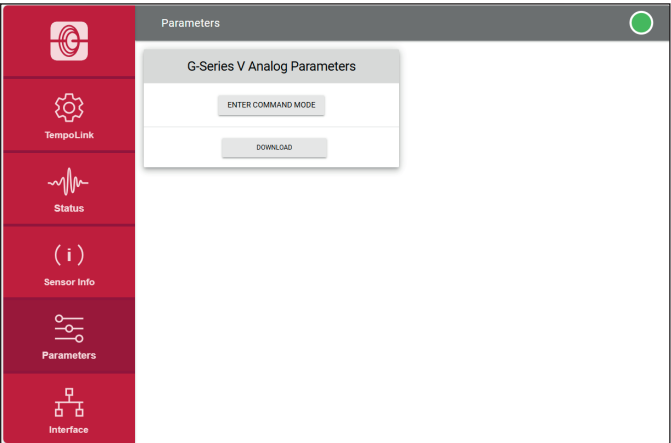 Parameters
G-Series V Analog Parameters
ENTER COMMAND MODE
DOWNLOAD
TempoLink
Status
( i )
Sensor Info
Parameters
Interface